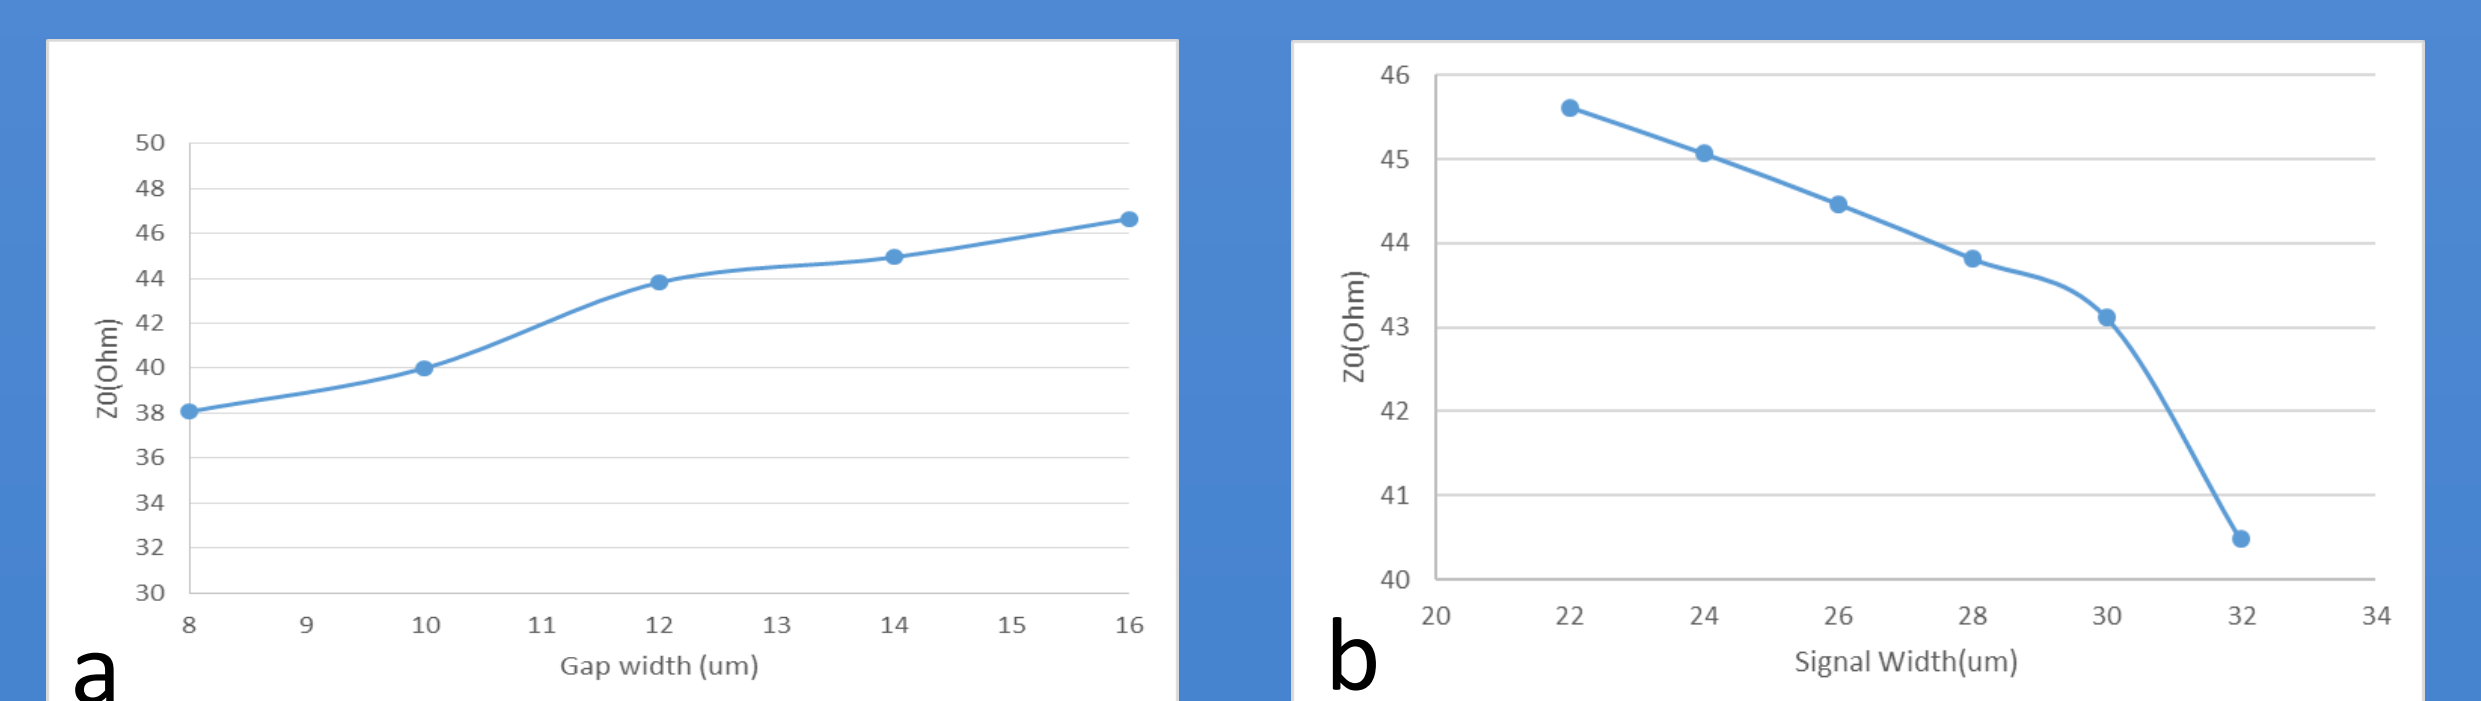 50
48
46
44
42
40
38
36
34
32
30
Z0(Ohm)
8 9 10 11 12 13 14 15 16
Gap width (um)
a
46
45
44
43
42
41
40
Z0(Ohm)
20 22 24 26 28 30 32 34
Signal Width(um)
b